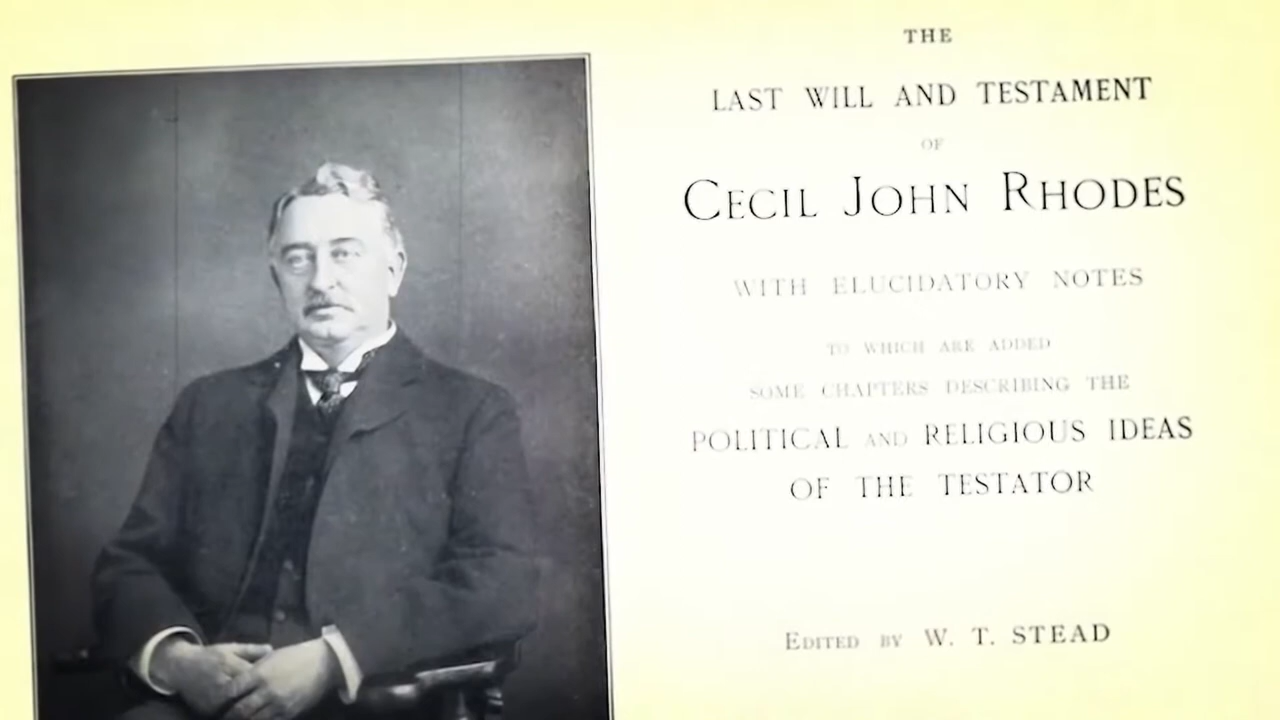 THE
LAST WILL AND TESTAMENT
OF
CECIL JOHN RHODES
WITH ELUCIDATORY NOTES
TO WHICH ARE ADDED
SOME CHAPTERS DESCRIBING THE
POLITICAL AND RELIGIOUS IDEAS
OF THE TESTATOR
EDITED BY W. T. STEAD